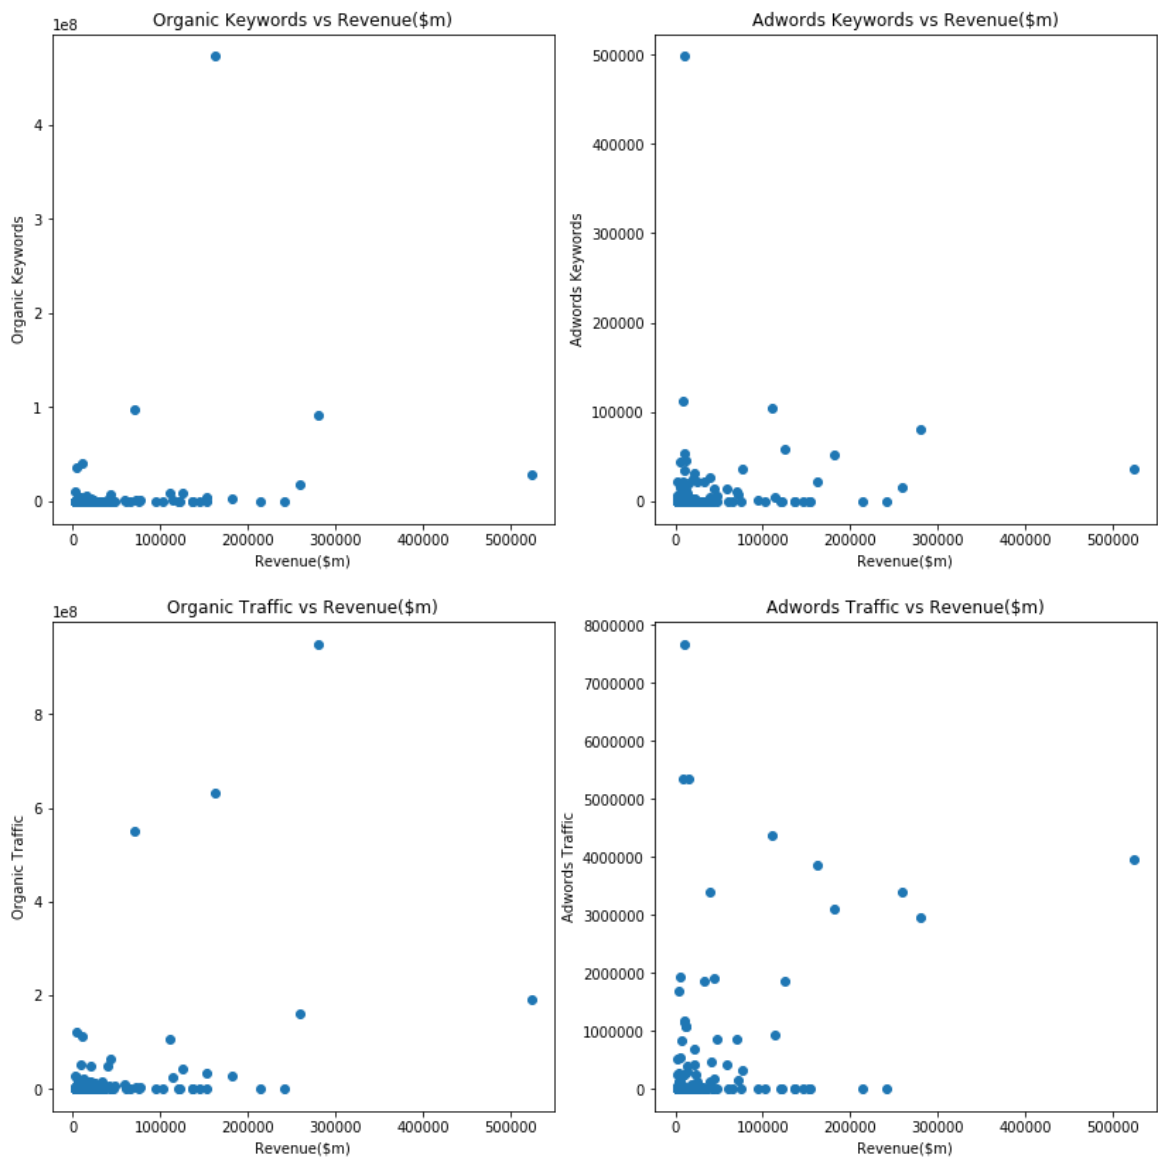 Organic Keywords vs Revenue($m)
1e8
4
3
2
1
0
Organic Keywords
0 100000 200000 300000 400000 500000
Revenue($m)
Adwords Keywords vs Revenue($m)
500000
400000
300000
200000
100000
0
Adwords Keywords
0 100000 200000 300000 400000 500000
Revenue($m)
Organic Traffic vs Revenue($m)
1e8
8
6
4
2
0
Organic Traffic
0 100000 200000 300000 400000 500000
Revenue($m)
Adwords Traffic vs Revenue($m)
8000000
7000000
6000000
5000000
4000000
3000000
2000000
1000000
0
Adwords Traffic
0 100000 200000 300000 400000 500000
Revenue($m)